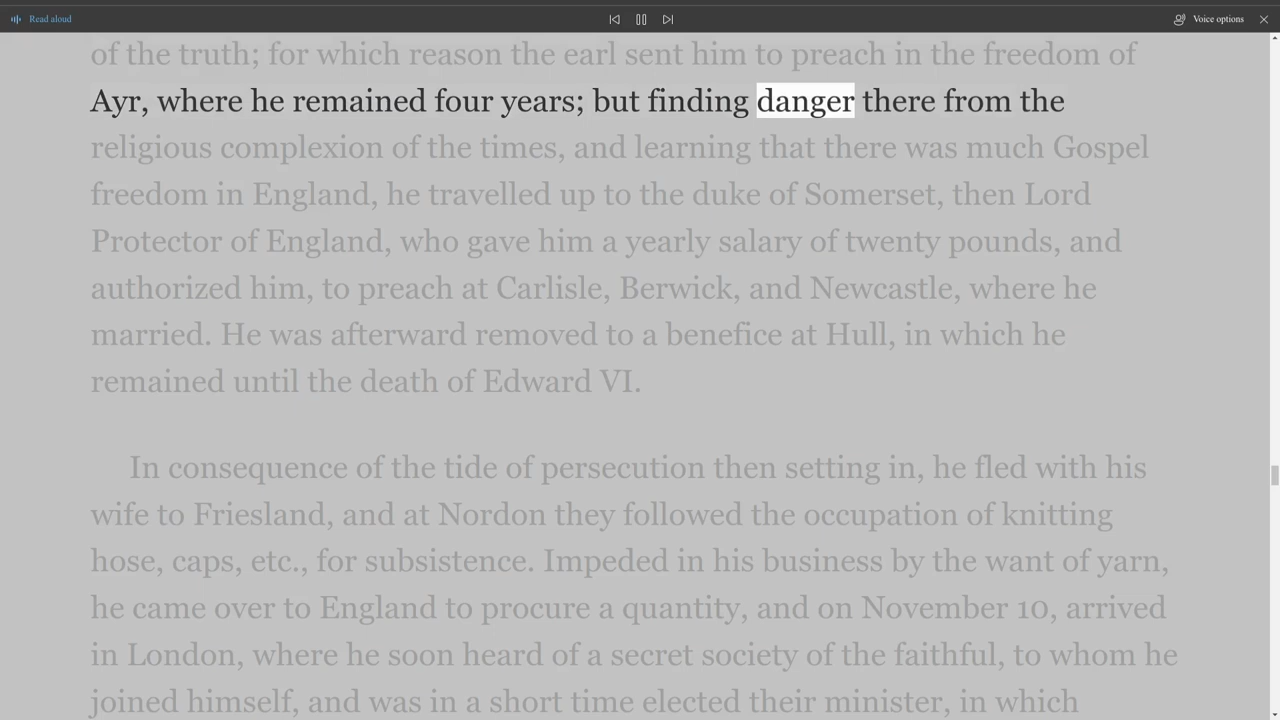 Read aloud
Voice options
of the truth; for which reason the earl sent him to preach in the freedom of
Ayr, where he remained four years; but finding danger there from the
religious complexion of the times, and learning that there was much Gospel
freedom in England, he travelled up to the duke of Somerset, then Lord
Protector of England, who gave him a yearly salary of twenty pounds, and
authorized him, to preach at Carlisle, Berwick, and Newcastle, where he
married. He was afterward removed to a benefice at Hull, in which he
remained until the death of Edward VI.
In consequence of the tide of persecution then setting in, he fled with his
wife to Friesland, and at Nordon they followed the occupation of knitting
hose, caps, etc., for subsistence. Impeded in his business by the want of yarn,
he came over to England to procure a quantity, and on November 10, arrived
in London, where he soon heard of a secret society of the faithful, to whom he
joined himself, and was in a short time elected their minister, in which